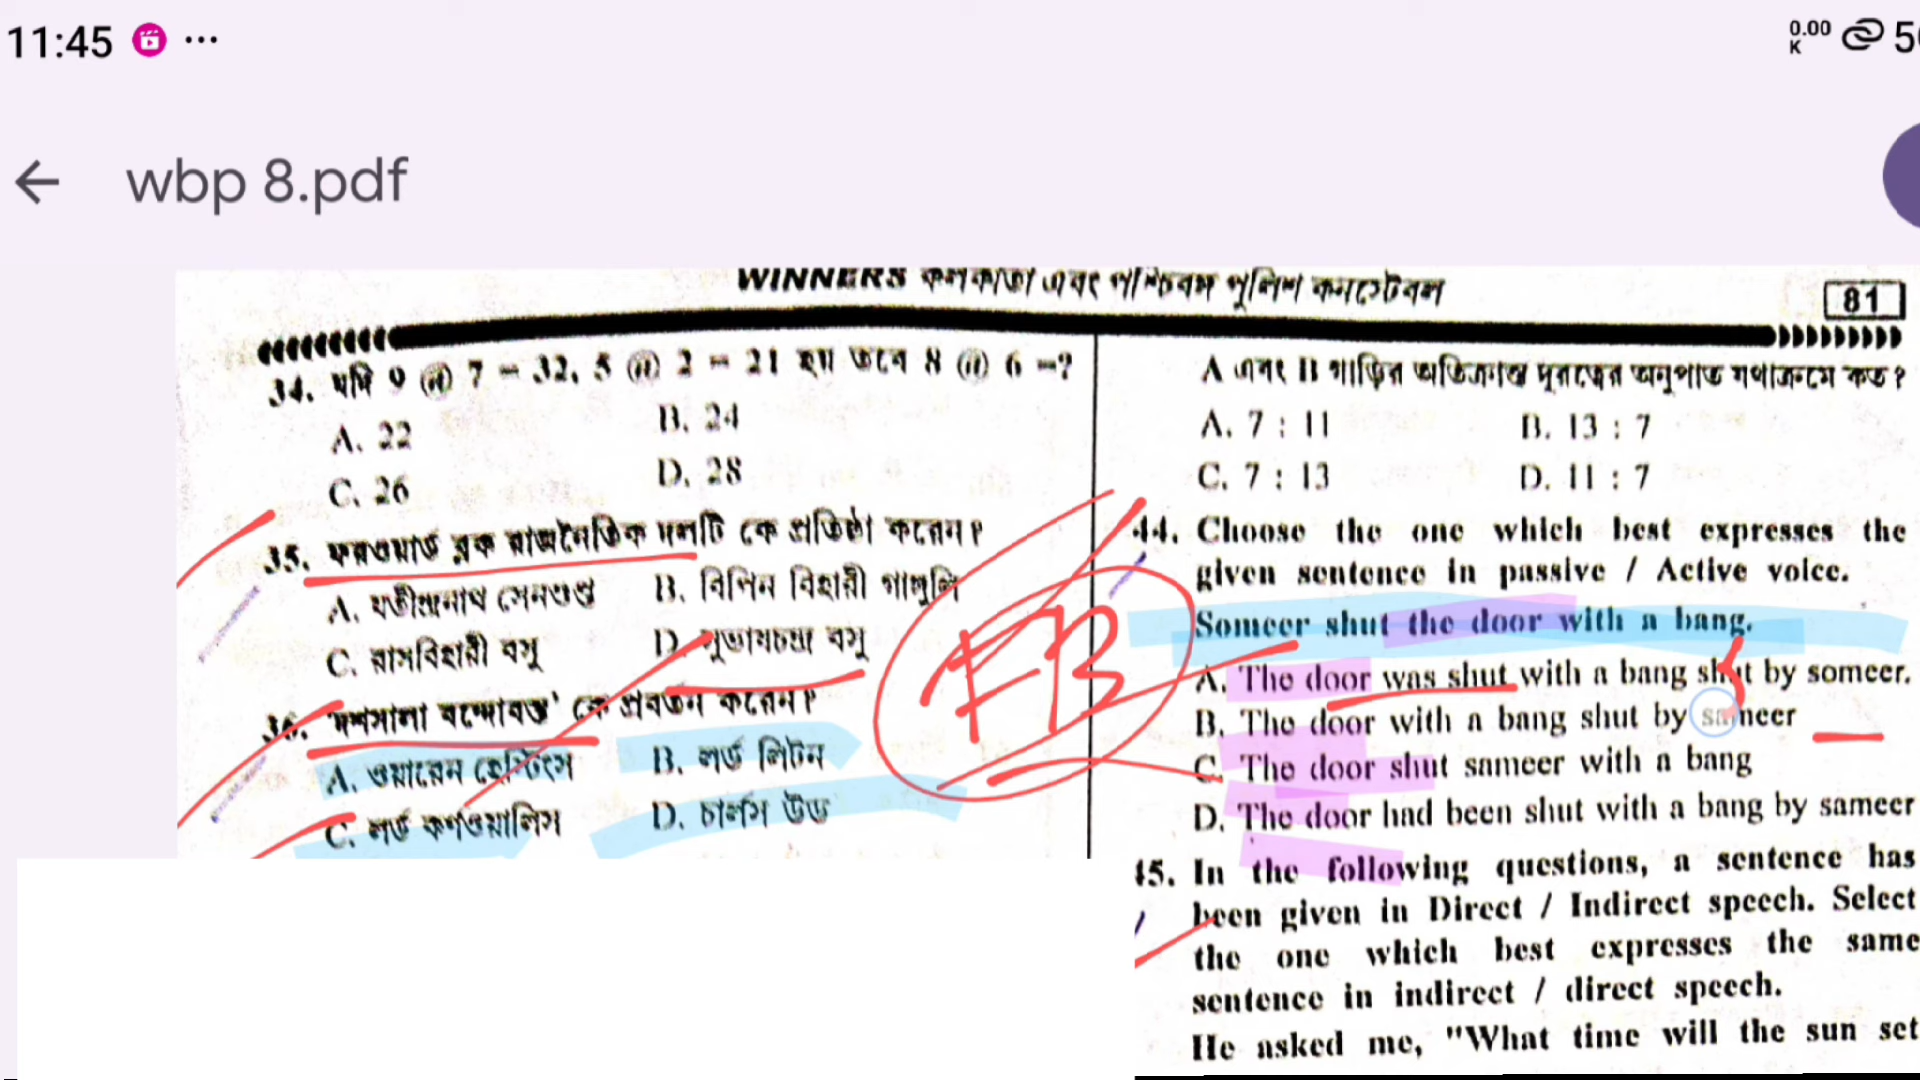 11:45 ...
0.00
K
wbp 8.pdf
WINNERS কলকাতা এবং পশ্চিবঙ্গ পুলিশ কনস্টেবল
81
34. যদি 9 @ 7 = 32, 5 @ 2 = 21 হয় তবে 8 @ 6 =?
A. 22
B. 24
C. 26
D. 28
35. ফরওয়ার্ড ব্লক রাজনৈতিক দলটি কে প্রতিষ্ঠা করেন?
A. যতীন্দ্রনাথ সেনগুপ্ত
B. বিপিন বিহারী গাঙ্গুলি
C. রাসবিহারী বসু
D. সুভাষচন্দ্র বসু
36. 'দশসালা বন্দোবস্ত' কে প্রবর্তন করেন?
A. ওয়ারেন হেস্টিংস
B. লর্ড লিটন
C. লর্ড কর্ণওয়ালিস
D. চার্লস উড
FB
A এবং B গাড়ির অতিক্রান্ত দূরত্বের অনুপাত যথাক্রমে কত?
A. 7 : 11
B. 13 : 7
C. 7 : 13
D. 11 : 7
44. Choose the one which best expresses the
given sentence in passive / Active voice.
Someer shut the door with a bang.
A. The door was shut with a bang shut by someer.
B. The door with a bang shut by sameer
C. The door shut sameer with a bang
D. The door had been shut with a bang by sameer
45. In the following questions, a sentence has
been given in Direct / Indirect speech. Select
the one which best expresses the same
sentence in indirect / direct speech.
He asked me, "What time will the sun set